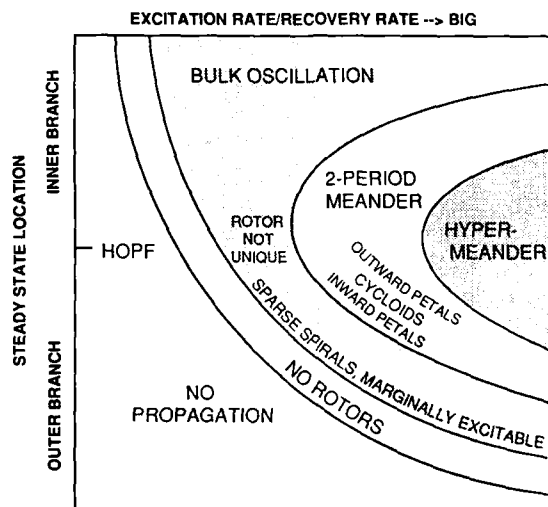 EXCITATION RATE/RECOVERY RATE --> BIG
STEADY STATE LOCATION
INNER BRANCH
OUTER BRANCH
BULK OSCILLATION
2-PERIOD
MEANDER
HYPER-
MEANDER
ROTOR
NOT
UNIQUE
HOPF
OUTWARD PETALS
CYCLOIDS
INWARD PETALS
SPARSE SPIRALS, MARGINALLY EXCITABLE
NO ROTORS
NO
PROPAGATION